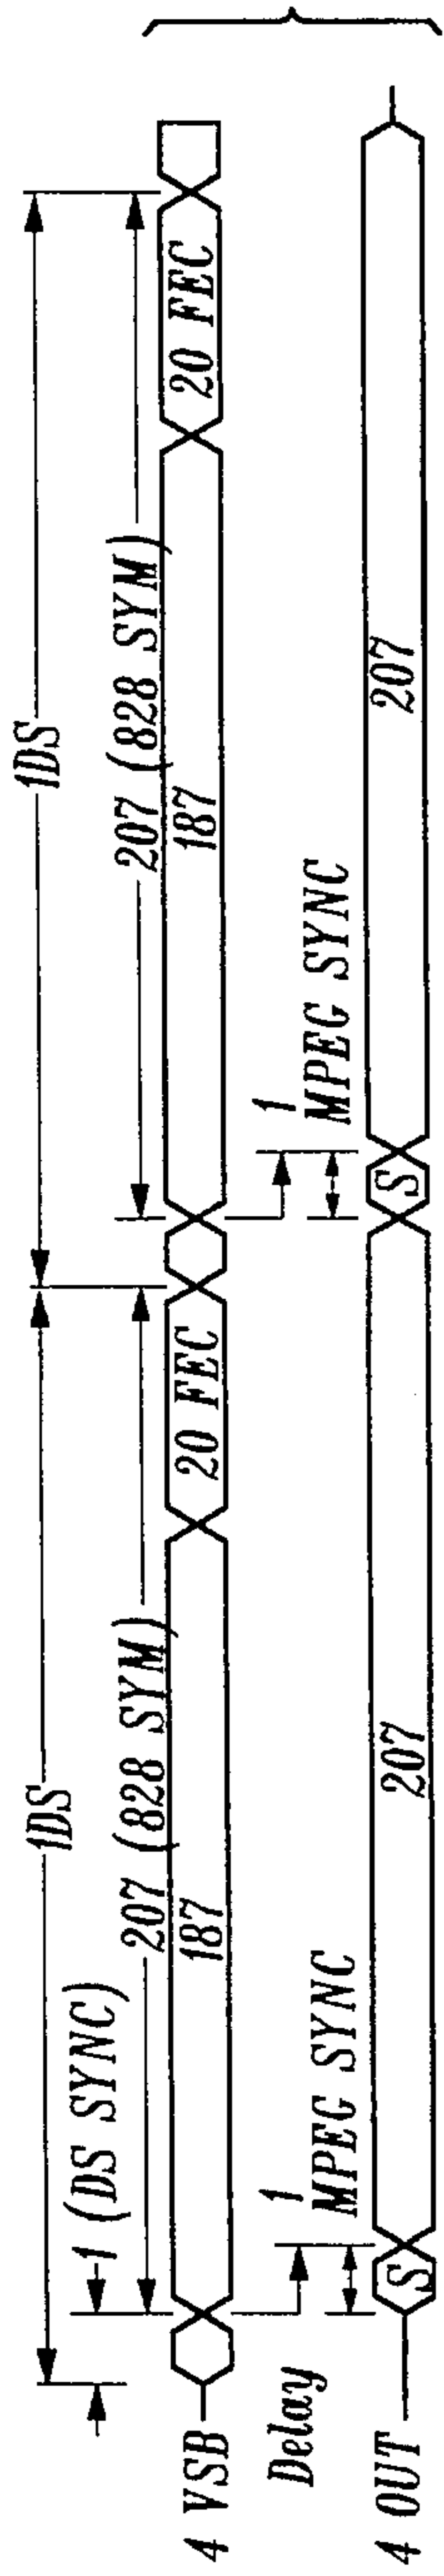 1DS 1DS
1 (DS SYNC)
207 (828 SYM) 207 (828 SYM)
4 VSB 187 20 FEC 187 20 FEC
Delay
1 1
MPEG SYNC MPEG SYNC
4 OUT S 207 S 207